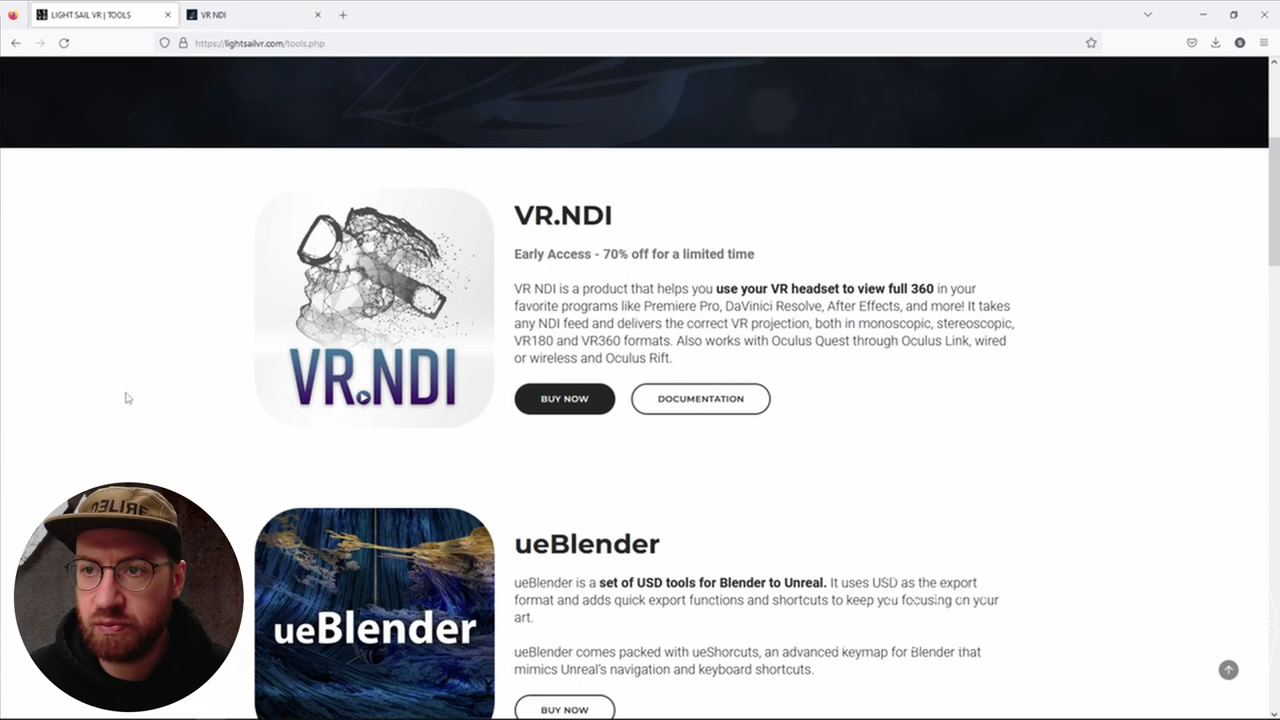 LIGHT SAIL VR | TOOLS
VR NDI
https://lightsailvr.com/tools.php
VR.NDI
VR.NDI
Early Access - 70% off for a limited time
VR NDI is a product that helps you use your VR headset to view full 360 in your
favorite programs like Premiere Pro, DaVinci Resolve, After Effects, and more! It takes
any NDI feed and delivers the correct VR projection, both in monoscopic, stereoscopic,
VR180 and VR360 formats. Also works with Oculus Quest through Oculus Link, wired
or wireless and Oculus Rift.
BUY NOW
DOCUMENTATION
ueBlender
ueBlender
ueBlender is a set of USD tools for Blender to Unreal. It uses USD as the export
format and adds quick export functions and shortcuts to keep you focusing on your
art.
ueBlender comes packed with ueShorcuts, an advanced keymap for Blender that
mimics Unreal's navigation and keyboard shortcuts.
BUY NOW